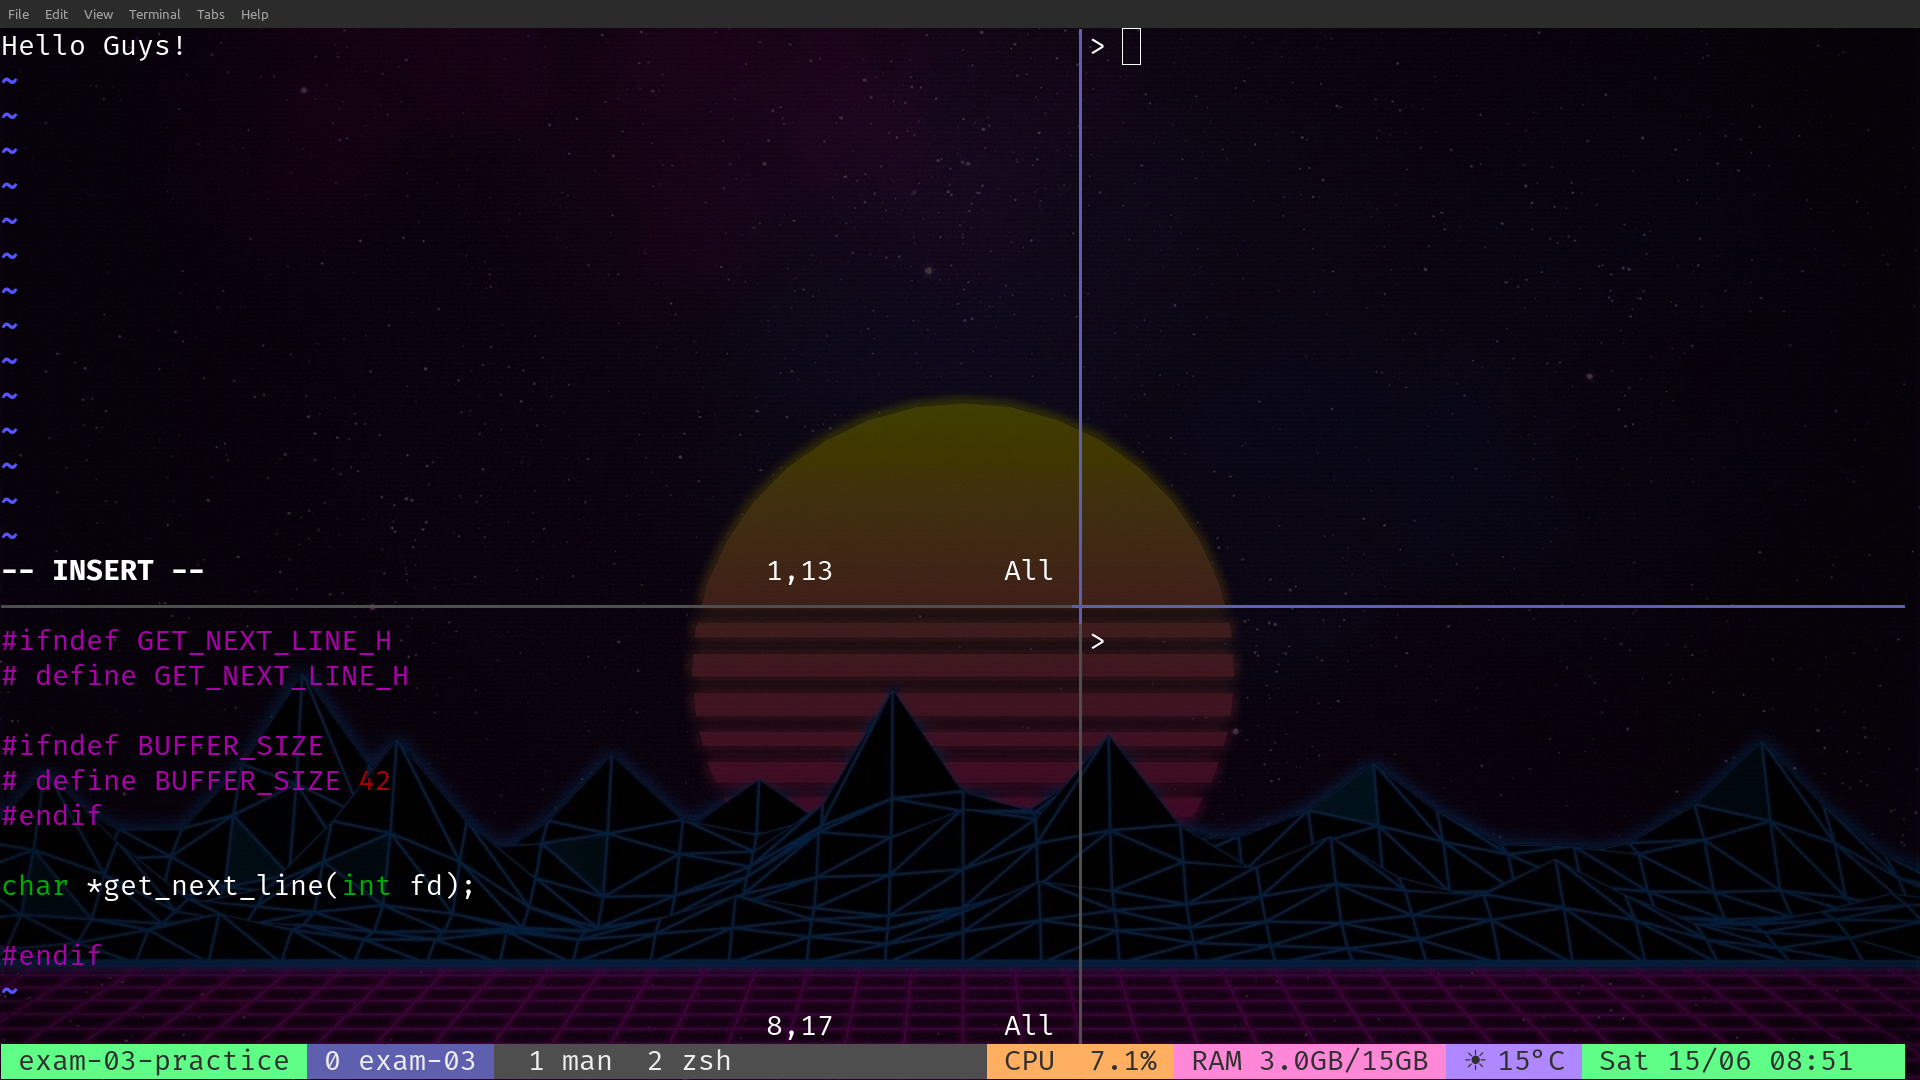 File Edit View Terminal Tabs Help
Hello Guys!
~
~
~
~
~
~
~
~
~
~
~
~
~
~
-- INSERT -- 1,13 All
>
#ifndef GET_NEXT_LINE_H
# define GET_NEXT_LINE_H
#ifndef BUFFER_SIZE
# define BUFFER_SIZE 42
#endif
char *get_next_line(int fd);
#endif
~
8,17 All
>
exam-03-practice 0 exam-03 1 man 2 zsh CPU 7.1% RAM 3.0GB/15GB ☀ 15°C Sat 15/06 08:51